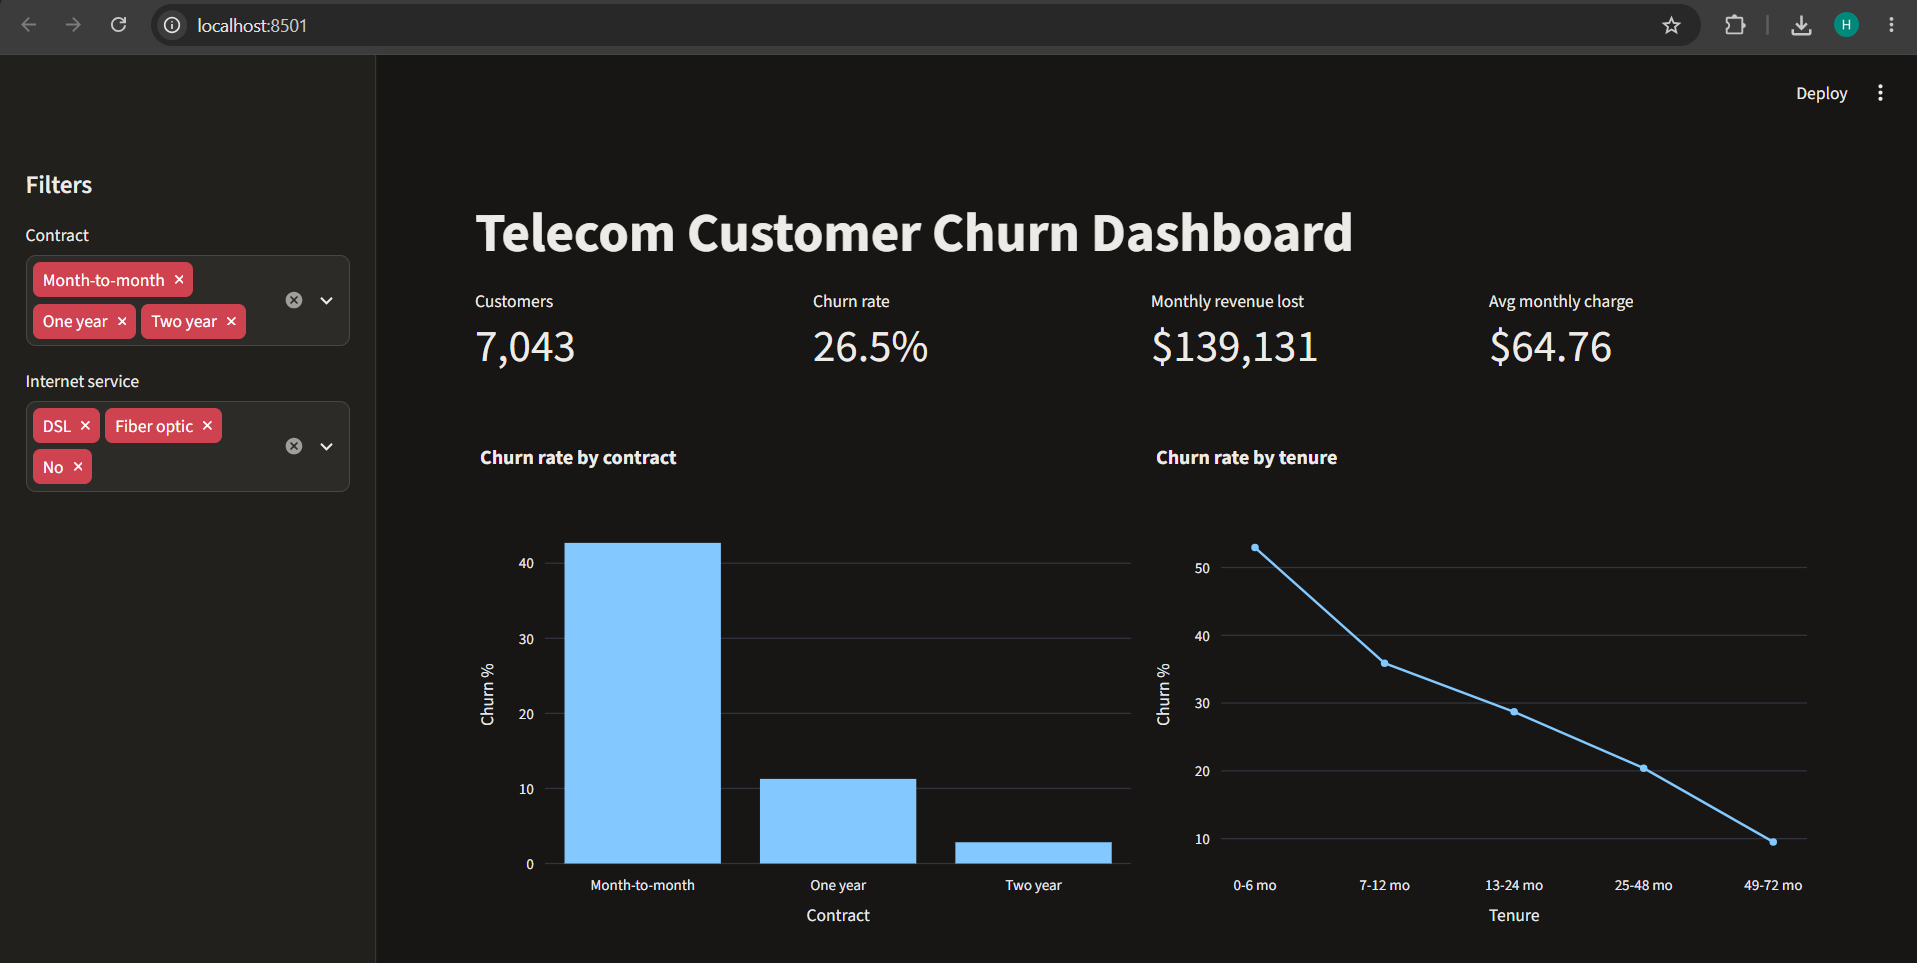 localhost:8501
H
Deploy
Filters
Contract
Month-to-month ×
One year × Two year ×
Internet service
DSL × Fiber optic ×
No ×
Telecom Customer Churn Dashboard
Customers
7,043
Churn rate
26.5%
Monthly revenue lost
$139,131
Avg monthly charge
$64.76
Churn rate by contract
40
30
20
10
0
Churn %
Month-to-month One year Two year
Contract
Churn rate by tenure
50
40
30
20
10
Churn %
0-6 mo 7-12 mo 13-24 mo 25-48 mo 49-72 mo
Tenure